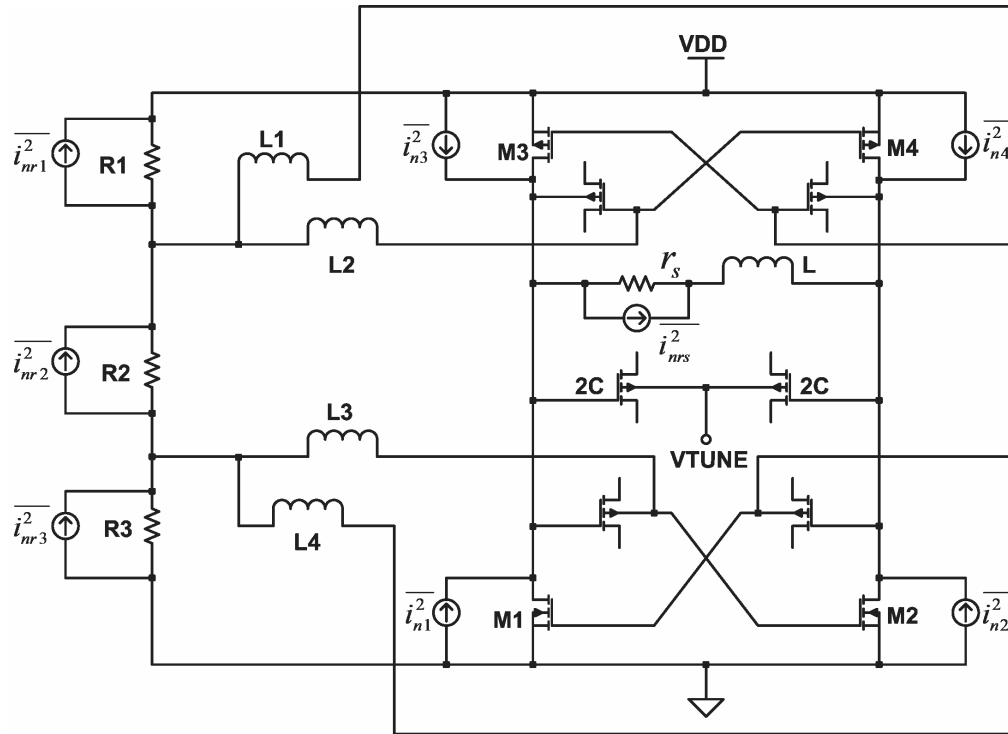 VDD
L1
i²nr1
R1
i²n3
M3
M4
i²n4
L2
rs
L
i²nrs
i²nr2
R2
2C
2C
L3
VTUNE
i²nr3
R3
L4
i²n1
M1
M2
i²n2